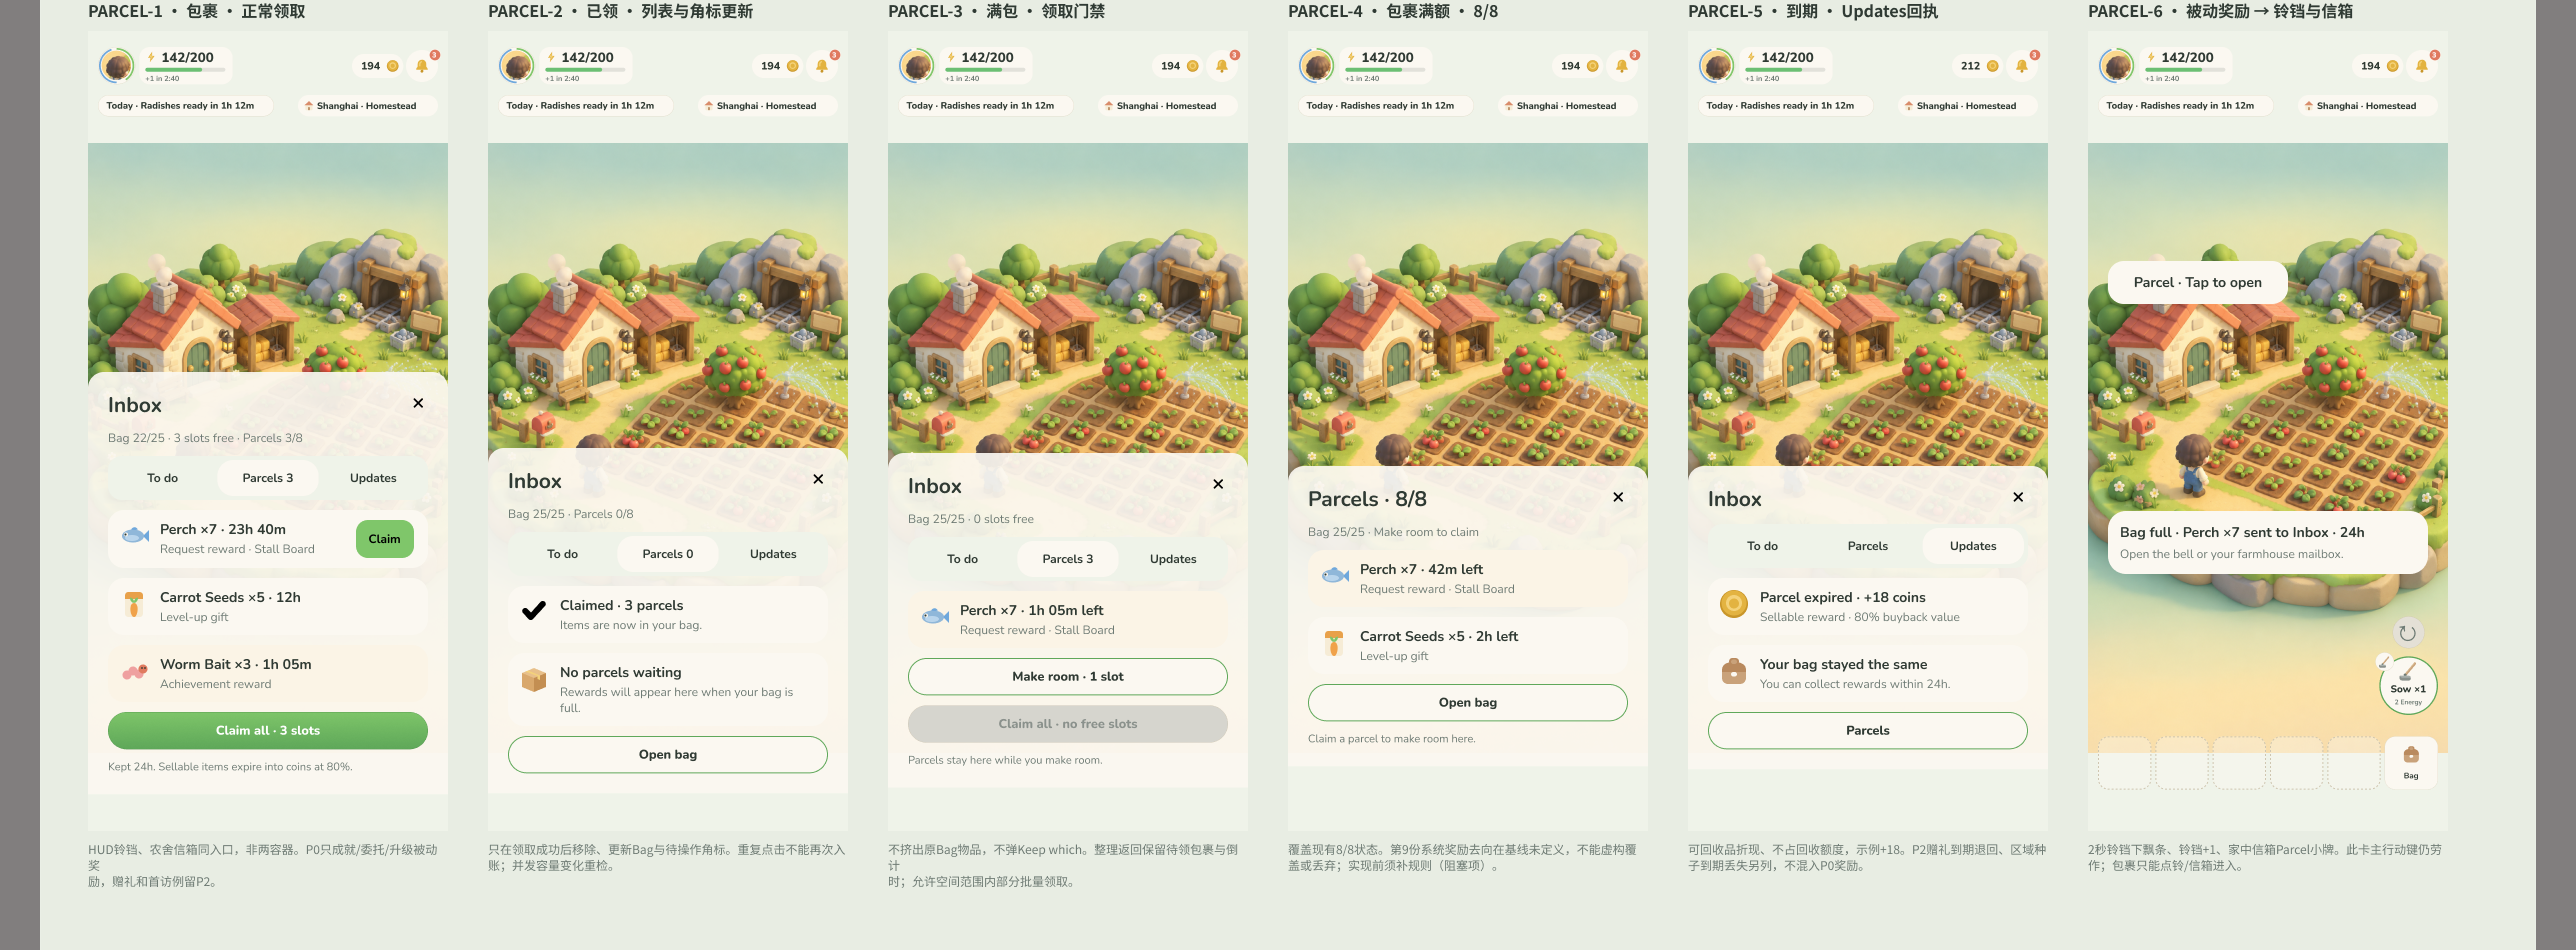 PARCEL-1 · 包裹 · 正常领取
142/200
+1 in 2:40
194
3
Today · Radishes ready in 1h 12m
Shanghai · Homestead
Inbox
Bag 22/25 · 3 slots free · Parcels 3/8
To do
Parcels 3
Updates
Perch ×7 · 23h 40m
Request reward · Stall Board
Claim
Carrot Seeds ×5 · 12h
Level-up gift
Worm Bait ×3 · 1h 05m
Achievement reward
Claim all · 3 slots
Kept 24h. Sellable items expire into coins at 80%.
HUD铃铛、农舍信箱同入口，非两容器。P0只成就/委托/升级被动
奖
励，赠礼和首访例留P2。
PARCEL-2 · 已领 · 列表与角标更新
142/200
+1 in 2:40
194
3
Today · Radishes ready in 1h 12m
Shanghai · Homestead
Inbox
Bag 25/25 · Parcels 0/8
To do
Parcels 0
Updates
Claimed · 3 parcels
Items are now in your bag.
No parcels waiting
Rewards will appear here when your bag is
full.
Open bag
只在领取成功后移除、更新Bag与待操作角标。重复点击不能再次入
账；并发容量变化重检。
PARCEL-3 · 满包 · 领取门禁
142/200
+1 in 2:40
194
3
Today · Radishes ready in 1h 12m
Shanghai · Homestead
Inbox
Bag 25/25 · 0 slots free
To do
Parcels 3
Updates
Perch ×7 · 1h 05m left
Request reward · Stall Board
Make room · 1 slot
Claim all · no free slots
Parcels stay here while you make room.
不挤出原Bag物品，不弹Keep which。整理返回保留待领包裹与倒
计
时；允许空间范围内部分批量领取。
PARCEL-4 · 包裹满额 · 8/8
142/200
+1 in 2:40
194
3
Today · Radishes ready in 1h 12m
Shanghai · Homestead
Parcels · 8/8
Bag 25/25 · Make room to claim
Perch ×7 · 42m left
Request reward · Stall Board
Carrot Seeds ×5 · 2h left
Level-up gift
Open bag
Claim a parcel to make room here.
覆盖现有8/8状态。第9份系统奖励去向在基线未定义，不能虚构覆
盖或丢弃；实现前须补规则（阻塞项）。
PARCEL-5 · 到期 · Updates回执
142/200
+1 in 2:40
212
3
Today · Radishes ready in 1h 12m
Shanghai · Homestead
Inbox
To do
Parcels
Updates
Parcel expired · +18 coins
Sellable reward · 80% buyback value
Your bag stayed the same
You can collect rewards within 24h.
Parcels
可回收品折现、不占回收额度，示例+18。P2赠礼到期退回、区域种
子到期丢失另列，不混入P0奖励。
PARCEL-6 · 被动奖励 → 铃铛与信箱
142/200
+1 in 2:40
194
3
Today · Radishes ready in 1h 12m
Shanghai · Homestead
Parcel · Tap to open
Bag full · Perch ×7 sent to Inbox · 24h
Open the bell or your farmhouse mailbox.
Sow ×1
2 Energy
Bag
2秒铃铛下飘条、铃铛+1、家中信箱Parcel小牌。此卡主行动键仍劳
作；包裹只能点铃/信箱进入。